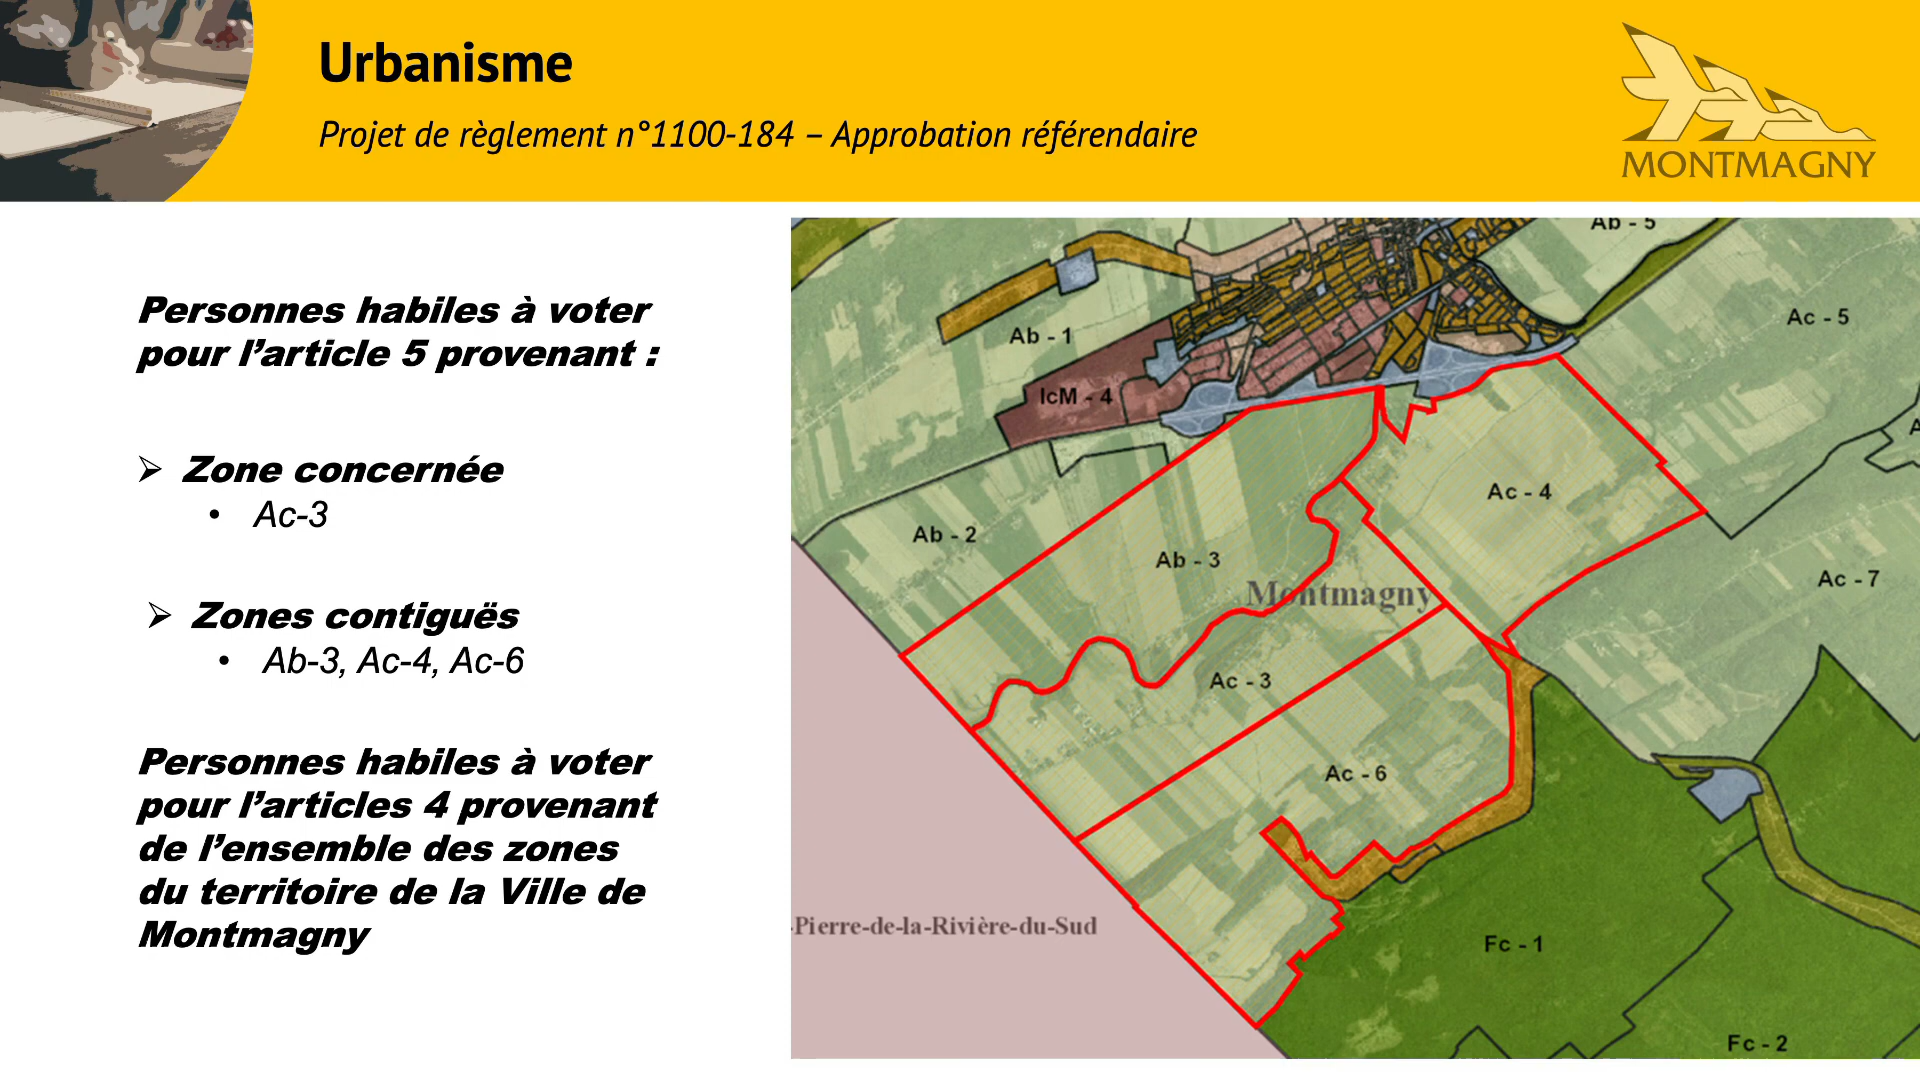 Urbanisme
Projet de règlement n°1100-184 – Approbation référendaire
MONTMAGNY
Personnes habiles à voter
pour l'article 5 provenant :
➢ Zone concernée
• Ac-3
➢ Zones contiguës
• Ab-3, Ac-4, Ac-6
Personnes habiles à voter
pour l'articles 4 provenant
de l'ensemble des zones
du territoire de la Ville de
Montmagny
Ab - 5
Ac - 5
Ab - 1
IcM - 4
Ac - 4
Ab - 2
Ab - 3
Ac - 7
Montmagny
Ac - 3
Ac - 6
-Pierre-de-la-Rivière-du-Sud
Fc - 1
Fc - 2